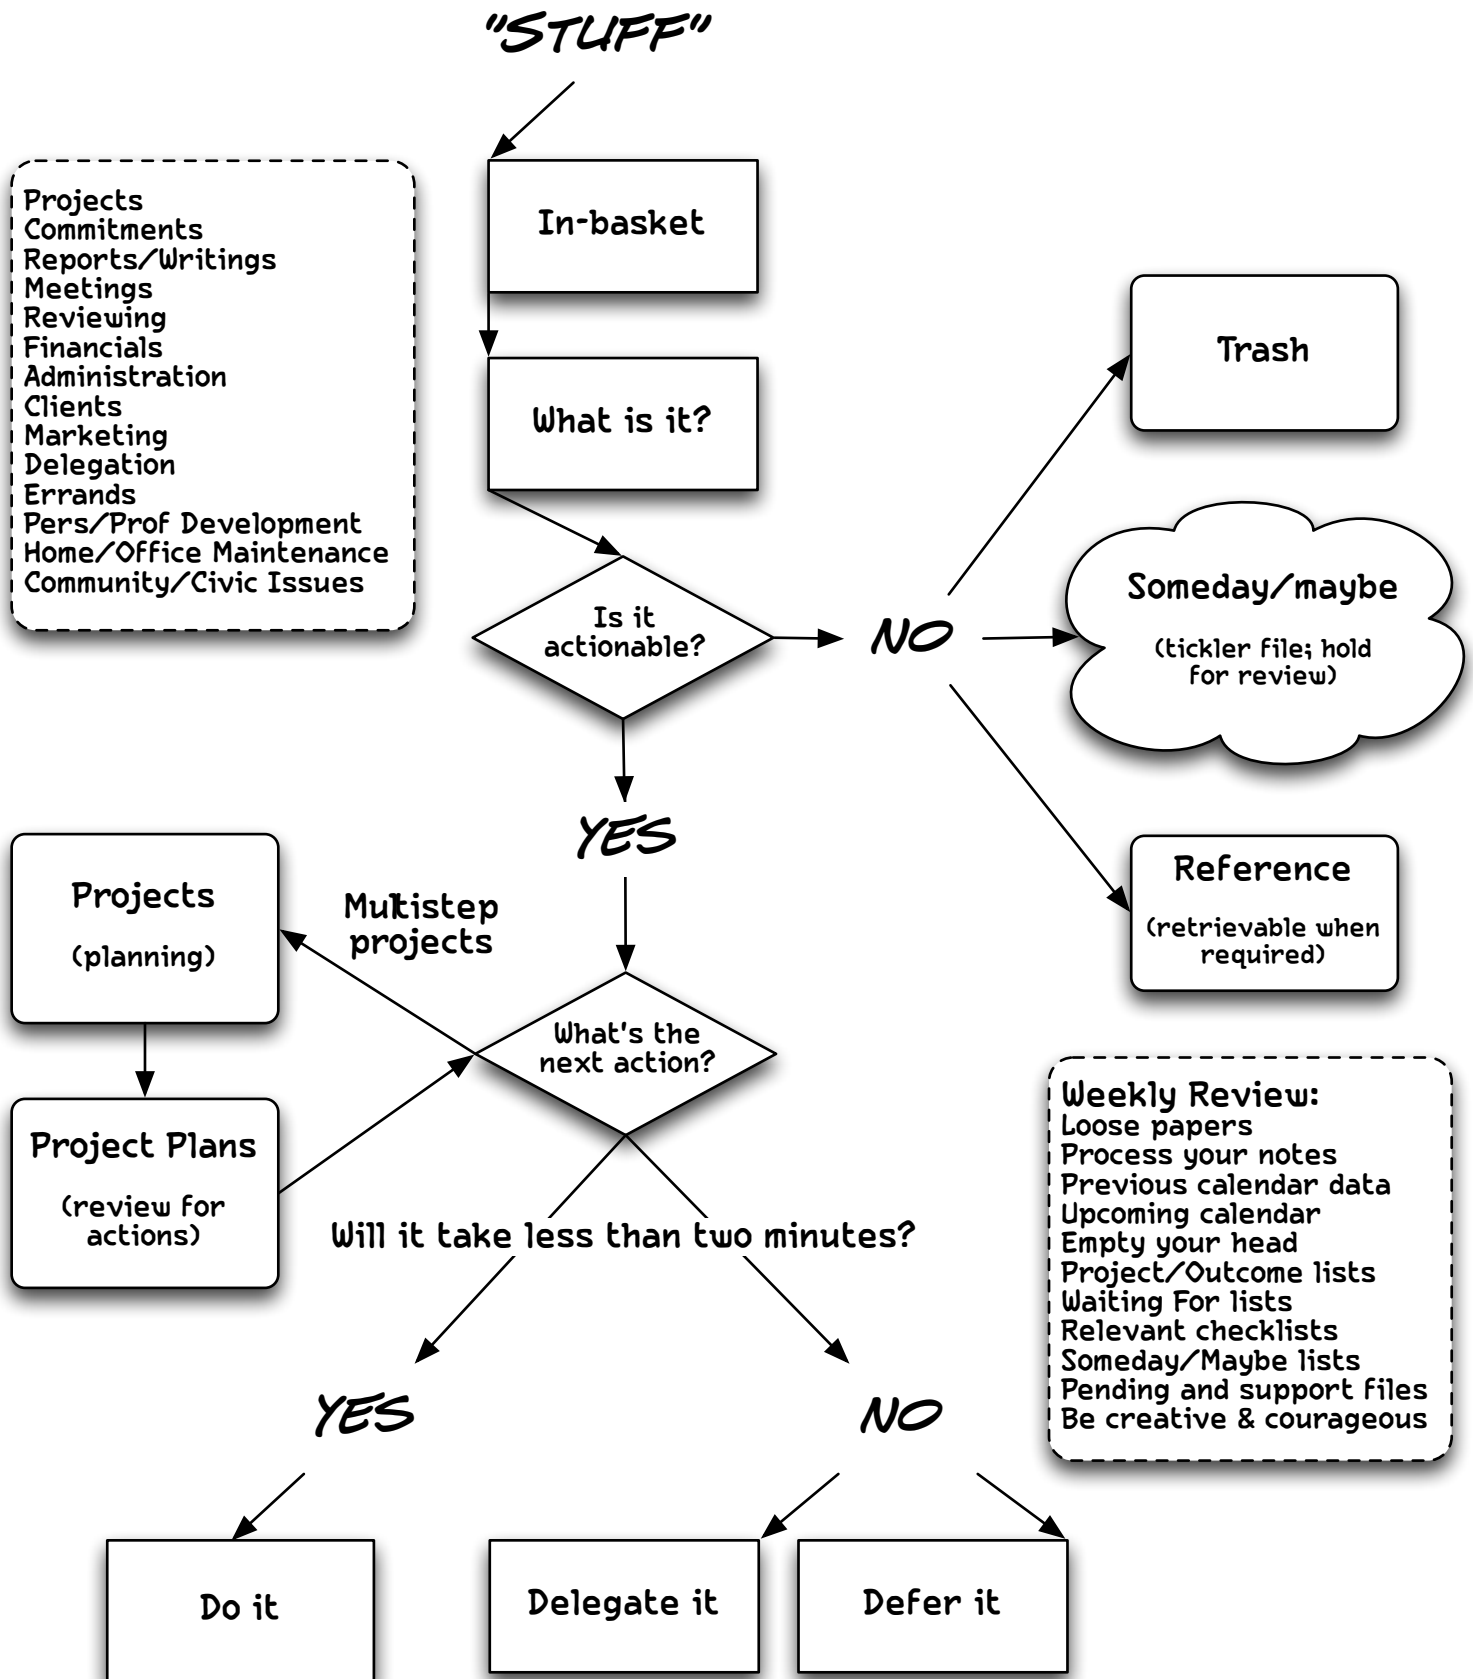 "STUFF"
In-basket
Projects
Commitments
Reports/Writings
Meetings
Reviewing
Financials
Administration
Clients
Marketing
Delegation
Errands
Pers/Prof Development
Home/Office Maintenance
Community/Civic Issues
What is it?
Trash
Is it
actionable?
NO
Someday/maybe
(tickler file; hold
for review)
YES
Reference
(retrievable when
required)
Projects
(planning)
Multistep
projects
What's the
next action?
Project Plans
(review for
actions)
Will it take less than two minutes?
Weekly Review:
Loose papers
Process your notes
Previous calendar data
Upcoming calendar
Empty your head
Project/Outcome lists
Waiting For lists
Relevant checklists
Someday/Maybe lists
Pending and support files
Be creative & courageous
YES
NO
Do it
Delegate it
Defer it